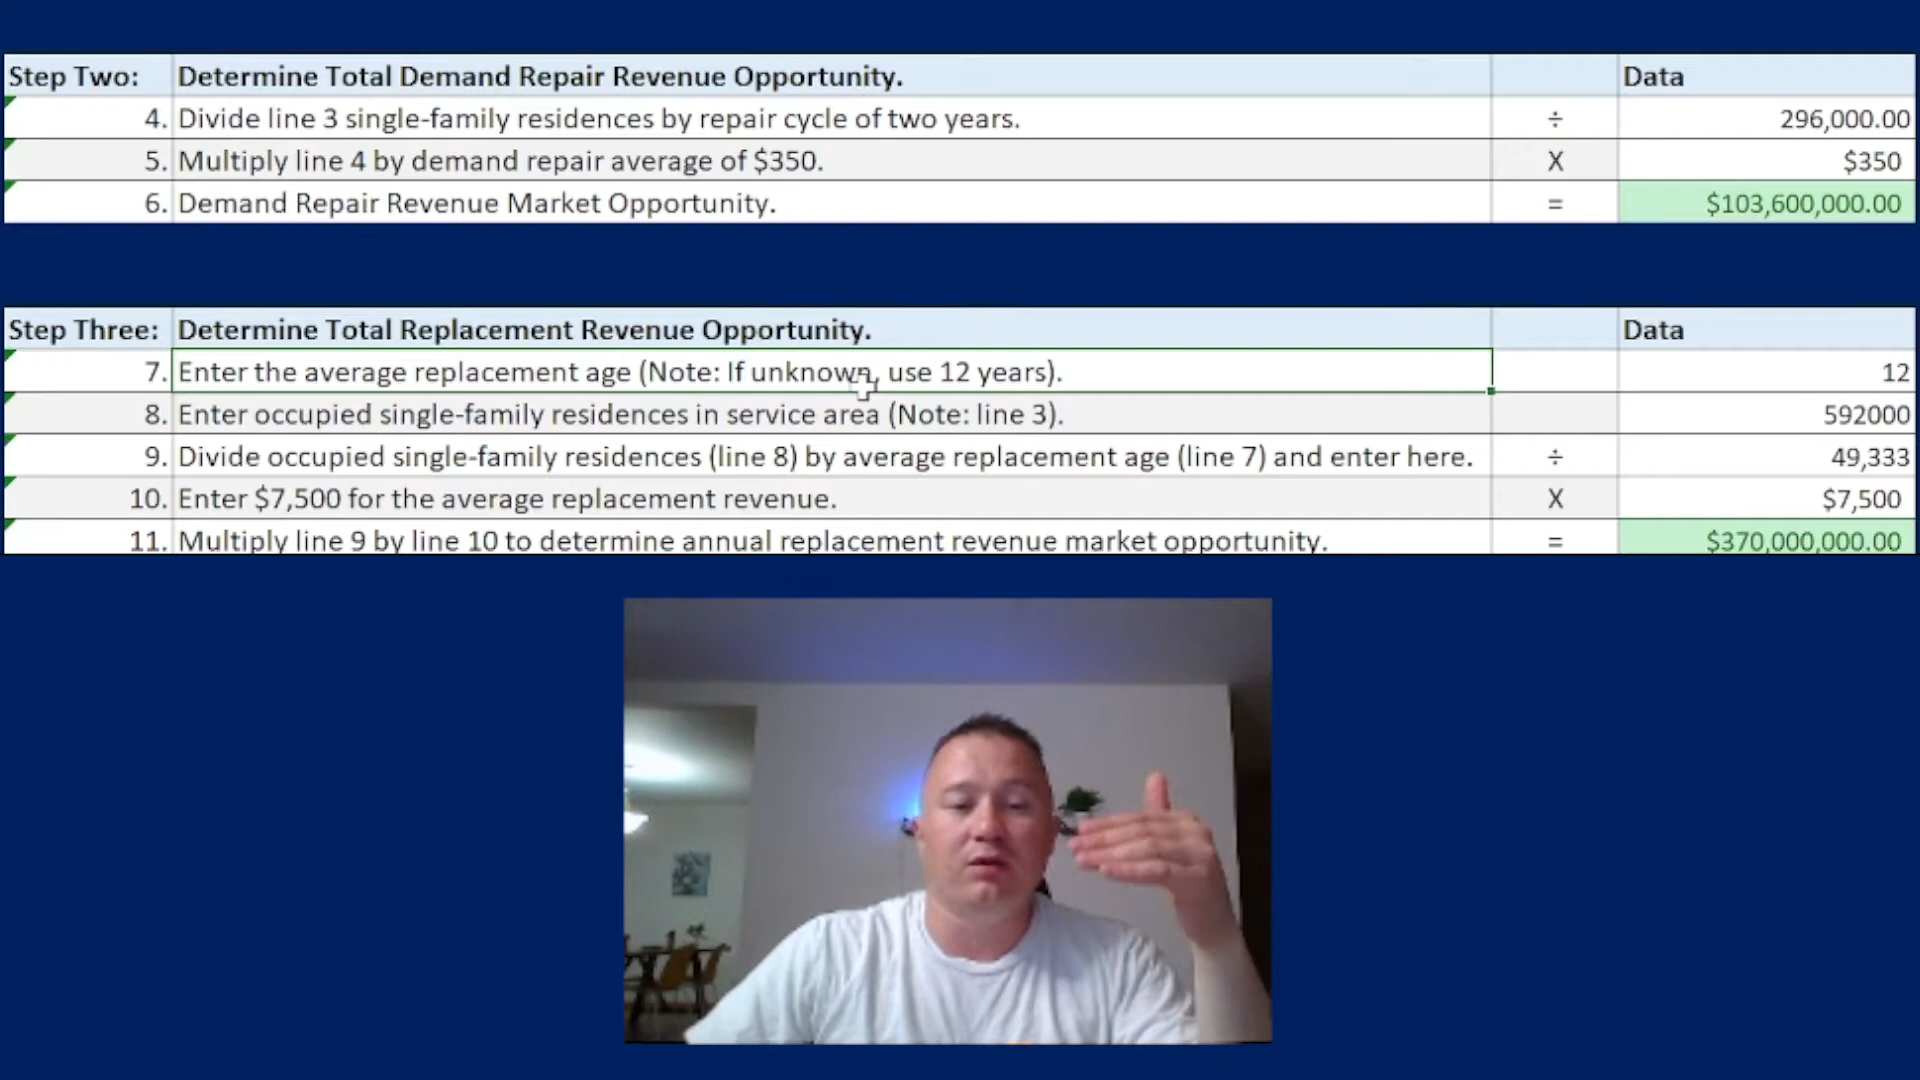 Step Two: Determine Total Demand Repair Revenue Opportunity. Data
4. Divide line 3 single-family residences by repair cycle of two years. ÷ 296,000.00
5. Multiply line 4 by demand repair average of $350. X $350
6. Demand Repair Revenue Market Opportunity. = $103,600,000.00
Step Three: Determine Total Replacement Revenue Opportunity. Data
7. Enter the average replacement age (Note: If unknown, use 12 years). 12
8. Enter occupied single-family residences in service area (Note: line 3). 592000
9. Divide occupied single-family residences (line 8) by average replacement age (line 7) and enter here. ÷ 49,333
10. Enter $7,500 for the average replacement revenue. X $7,500
11. Multiply line 9 by line 10 to determine annual replacement revenue market opportunity. = $370,000,000.00